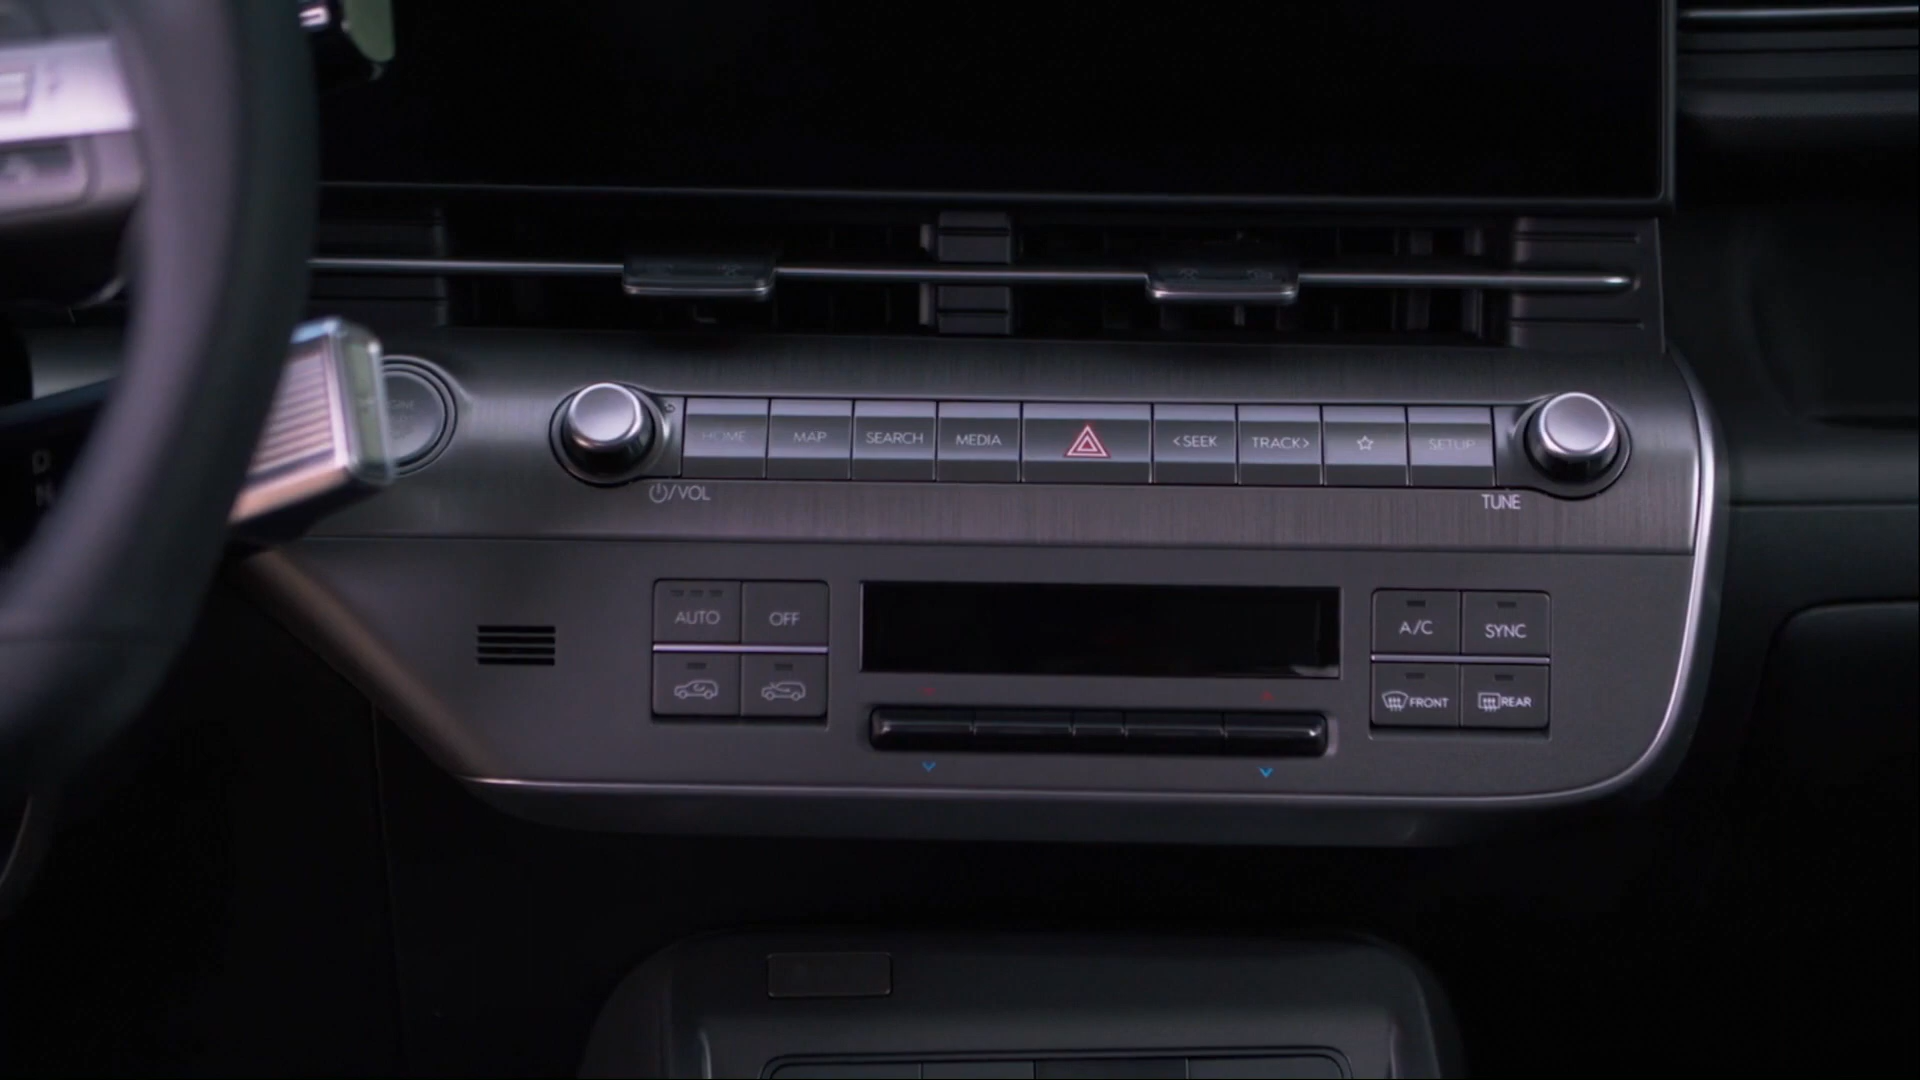 HOME MAP SEARCH MEDIA <SEEK TRACK> SETUP
/VOL TUNE
AUTO OFF
A/C SYNC
FRONT REAR
D
N